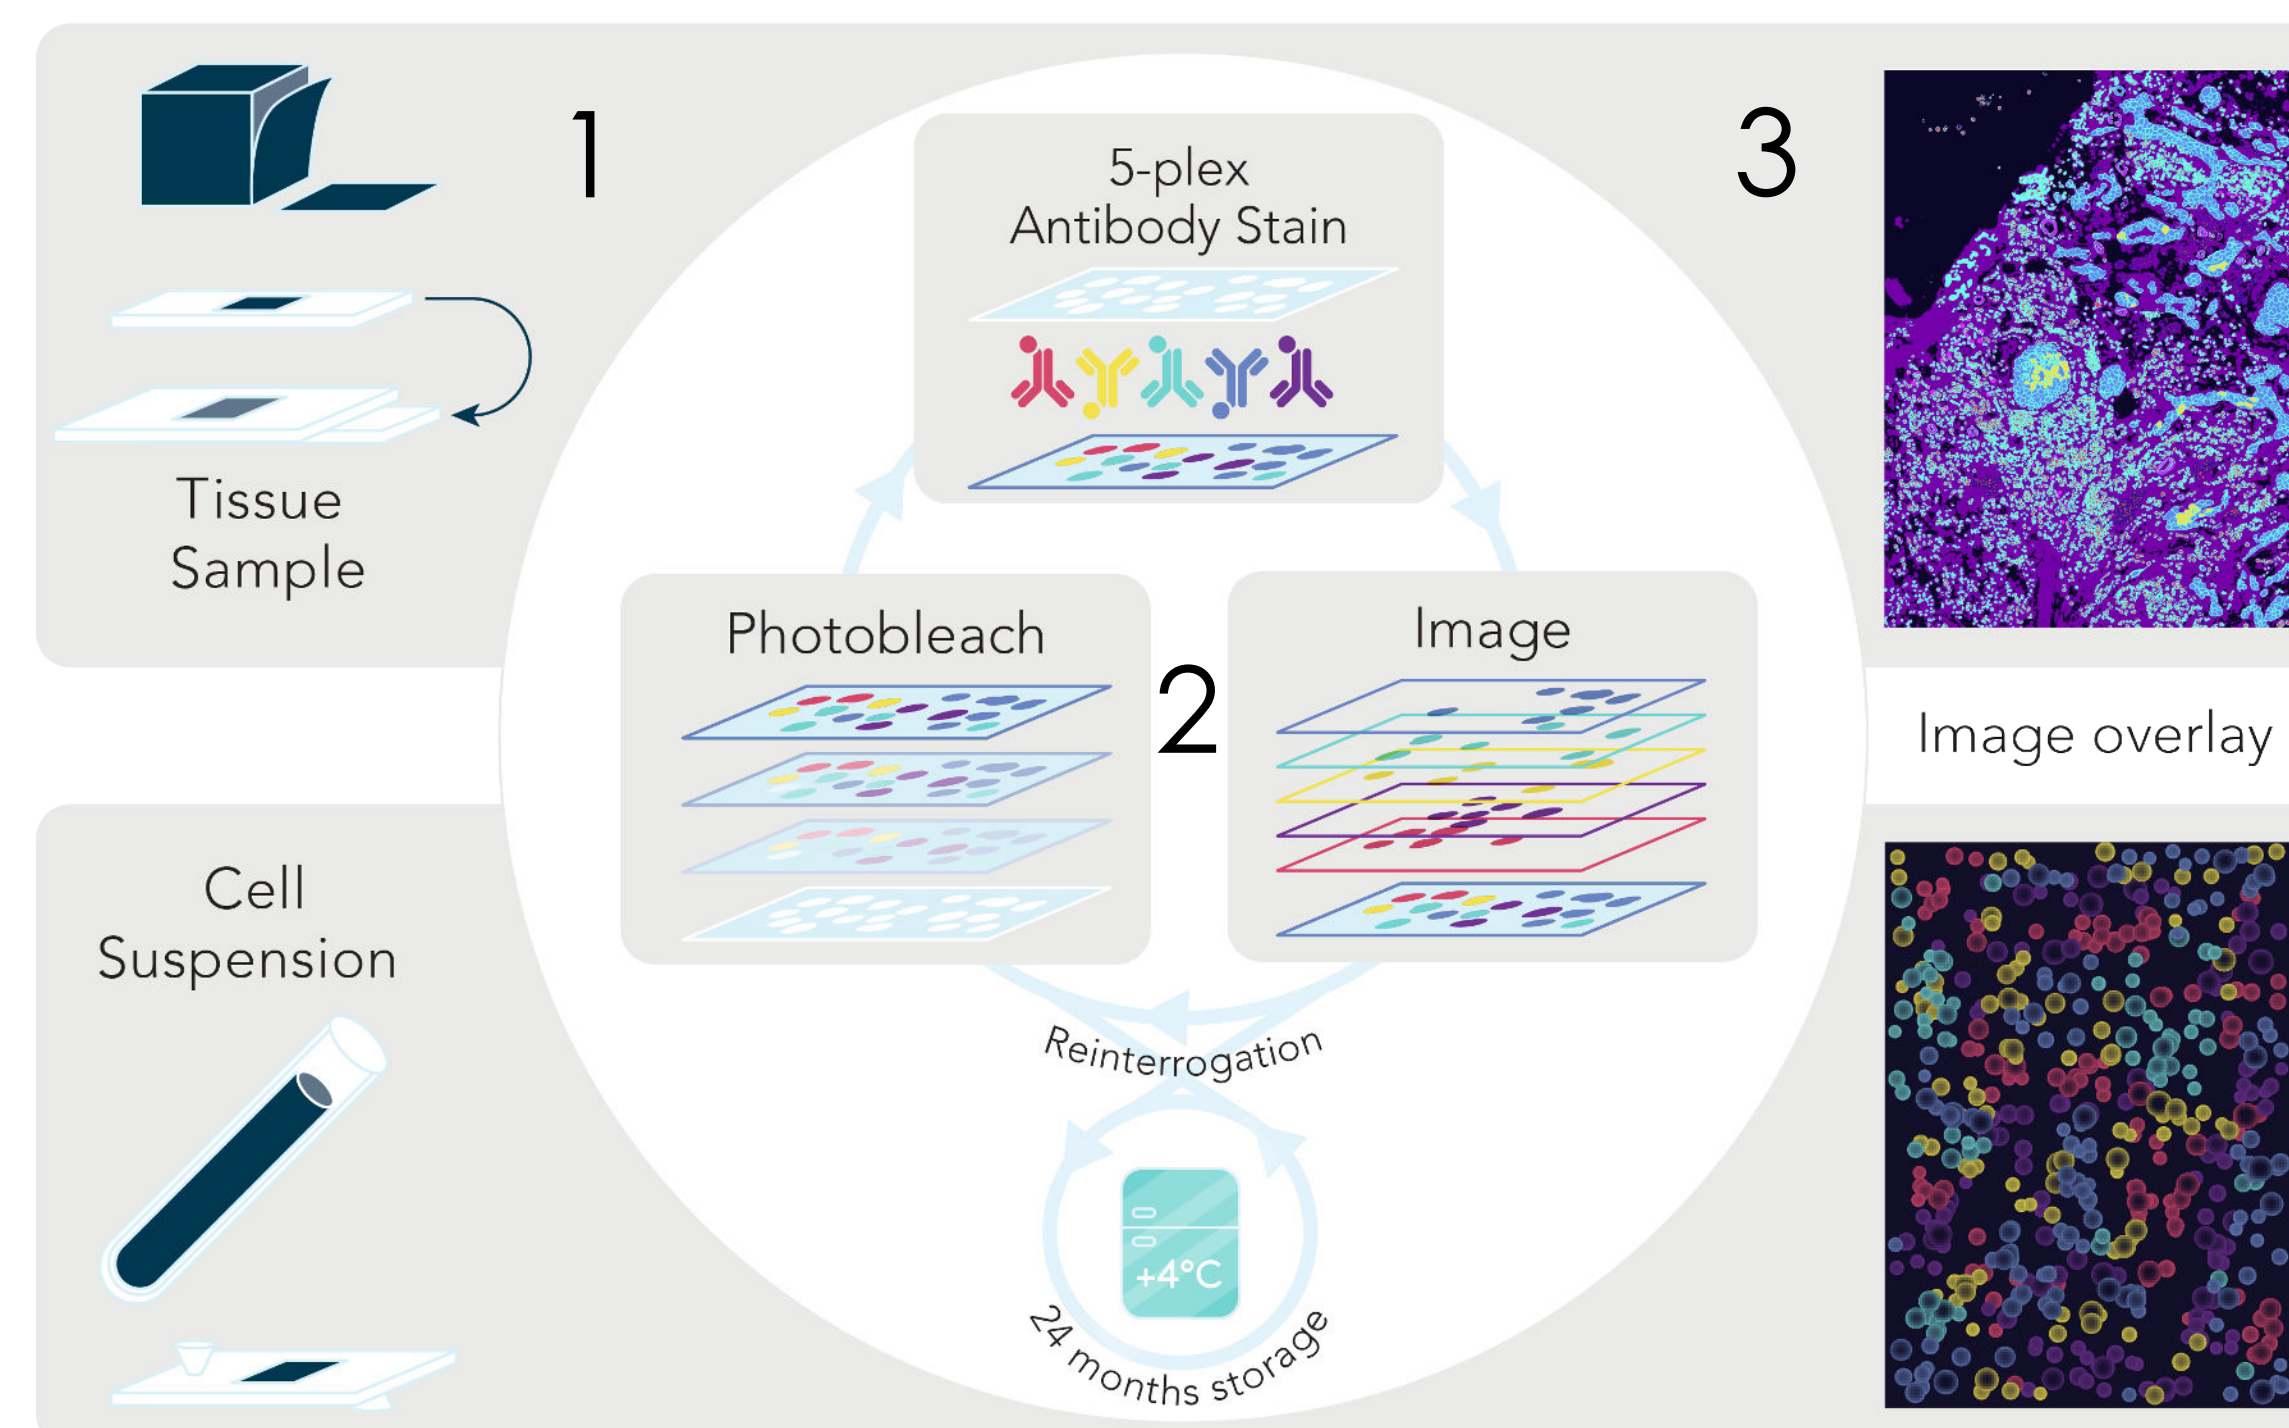 1
Tissue
Sample
Cell
Suspension
5-plex
Antibody Stain
Photobleach
2
Image
Reinterrogation
+4°C
24 months storage
3
Image overlay